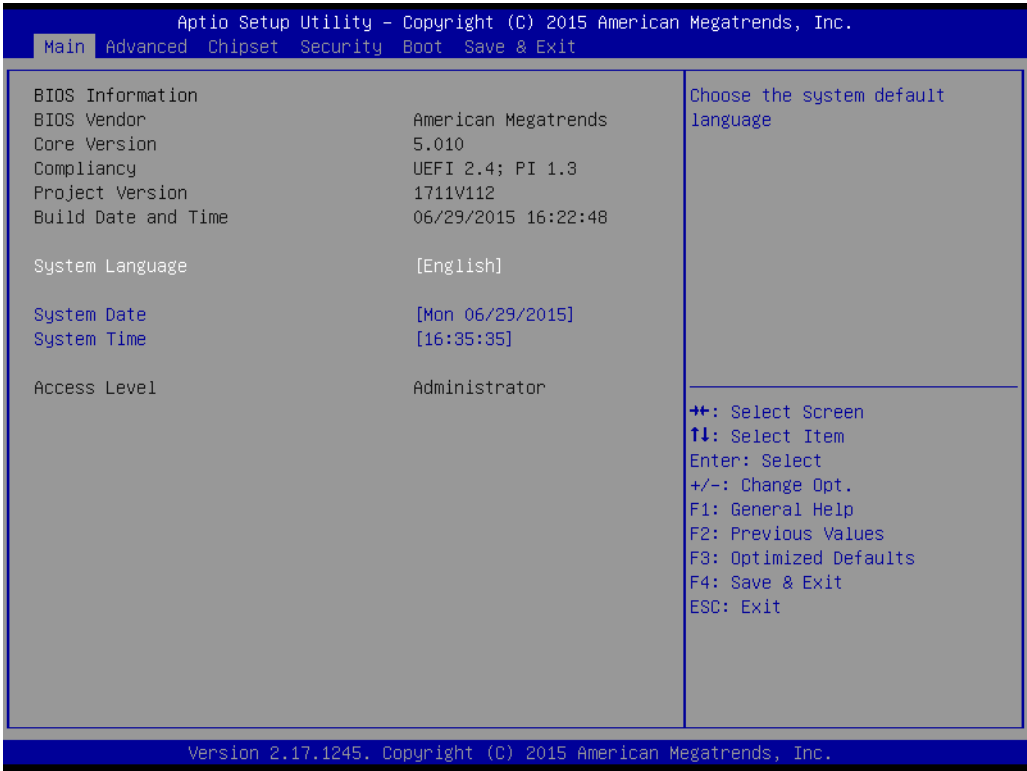 Aptio Setup Utility – Copyright (C) 2015 American Megatrends, Inc.
Main Advanced Chipset Security Boot Save & Exit
BIOS Information
BIOS Vendor American Megatrends
Core Version 5.010
Compliancy UEFI 2.4; PI 1.3
Project Version 1711V112
Build Date and Time 06/29/2015 16:22:48
System Language [English]
System Date [Mon 06/29/2015]
System Time [16:35:35]
Access Level Administrator
Choose the system default
language
→←: Select Screen
↑↓: Select Item
Enter: Select
+/-: Change Opt.
F1: General Help
F2: Previous Values
F3: Optimized Defaults
F4: Save & Exit
ESC: Exit
Version 2.17.1245. Copyright (C) 2015 American Megatrends, Inc.